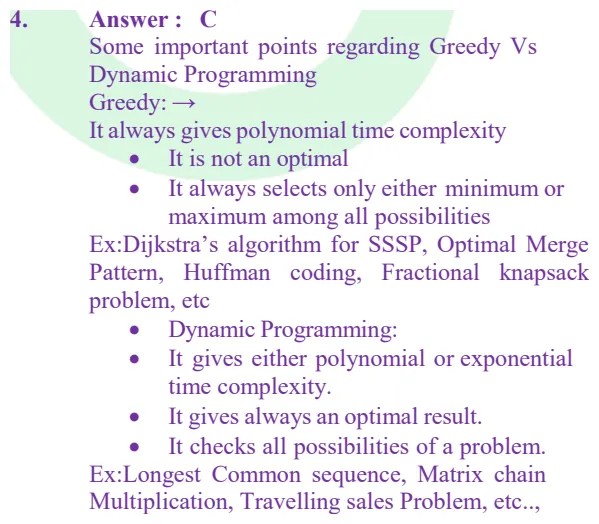 4. Answer : C
Some important points regarding Greedy Vs
Dynamic Programming
Greedy: →
It always gives polynomial time complexity
• It is not an optimal
• It always selects only either minimum or
maximum among all possibilities
Ex:Dijkstra’s algorithm for SSSP, Optimal Merge
Pattern, Huffman coding, Fractional knapsack
problem, etc
• Dynamic Programming:
• It gives either polynomial or exponential
time complexity.
• It gives always an optimal result.
• It checks all possibilities of a problem.
Ex:Longest Common sequence, Matrix chain
Multiplication, Travelling sales Problem, etc..,